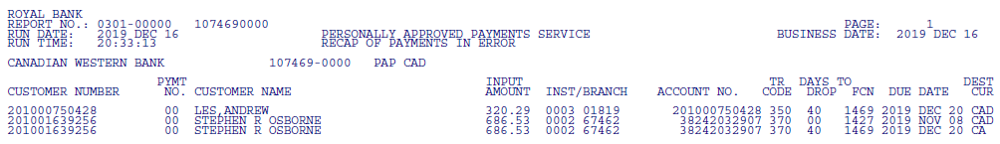 ROYAL BANK
REPORT NO.: 0301-00000 1074690000 PAGE: 1
RUN DATE: 2019 DEC 16 PERSONALLY APPROVED PAYMENTS SERVICE BUSINESS DATE: 2019 DEC 16
RUN TIME: 20:33:13 RECAP OF PAYMENTS IN ERROR
CANADIAN WESTERN BANK 107469-0000 PAP CAD
PYMT INPUT TR DAYS TO DEST
CUSTOMER NUMBER NO. CUSTOMER NAME AMOUNT INST/BRANCH ACCOUNT NO. CODE DROP FCN DUE DATE CUR
201000750428 00 LES,ANDREW 320.29 0003 01819 201000750428 350 40 1469 2019 DEC 20 CAD
201001639256 00 STEPHEN R OSBORNE 686.53 0002 67462 38242032907 370 00 1427 2019 NOV 08 CAD
201001639256 00 STEPHEN R OSBORNE 686.53 0002 67462 38242032907 370 40 1469 2019 DEC 20 CA